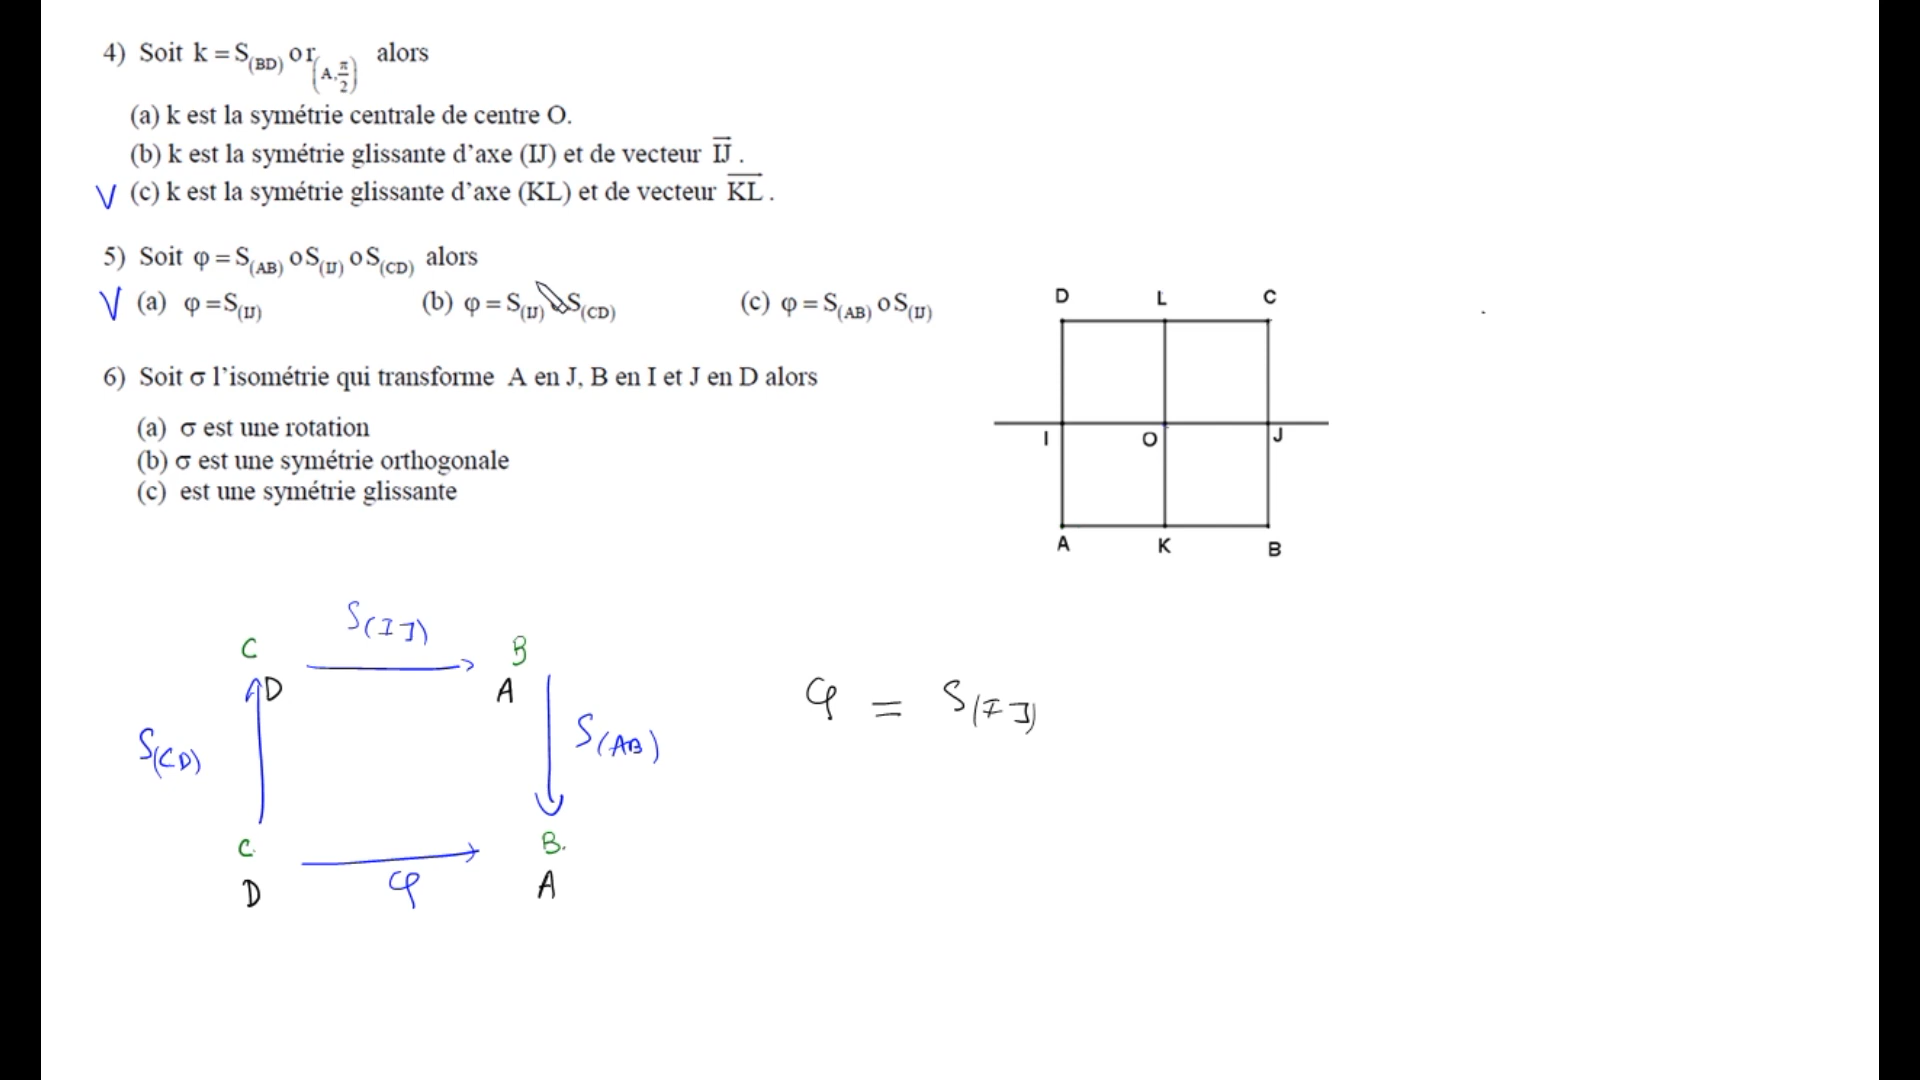 4) Soit k = S(BD) o r(A,π/2) alors
(a) k est la symétrie centrale de centre O.
(b) k est la symétrie glissante d'axe (IJ) et de vecteur IJ⃗ .
V (c) k est la symétrie glissante d'axe (KL) et de vecteur KL⃗ .
5) Soit φ = S(AB) o S(IJ) o S(CD) alors
V (a) φ = S(IJ) (b) φ = S(IJ) S(CD) (c) φ = S(AB) o S(IJ)
6) Soit σ l'isométrie qui transforme A en J, B en I et J en D alors
(a) σ est une rotation
(b) σ est une symétrie orthogonale
(c) est une symétrie glissante
D L C
I O J
A K B
S(IJ)
C B
D A
S(CD) S(AB)
φ = S(IJ)
C. B.
D φ A